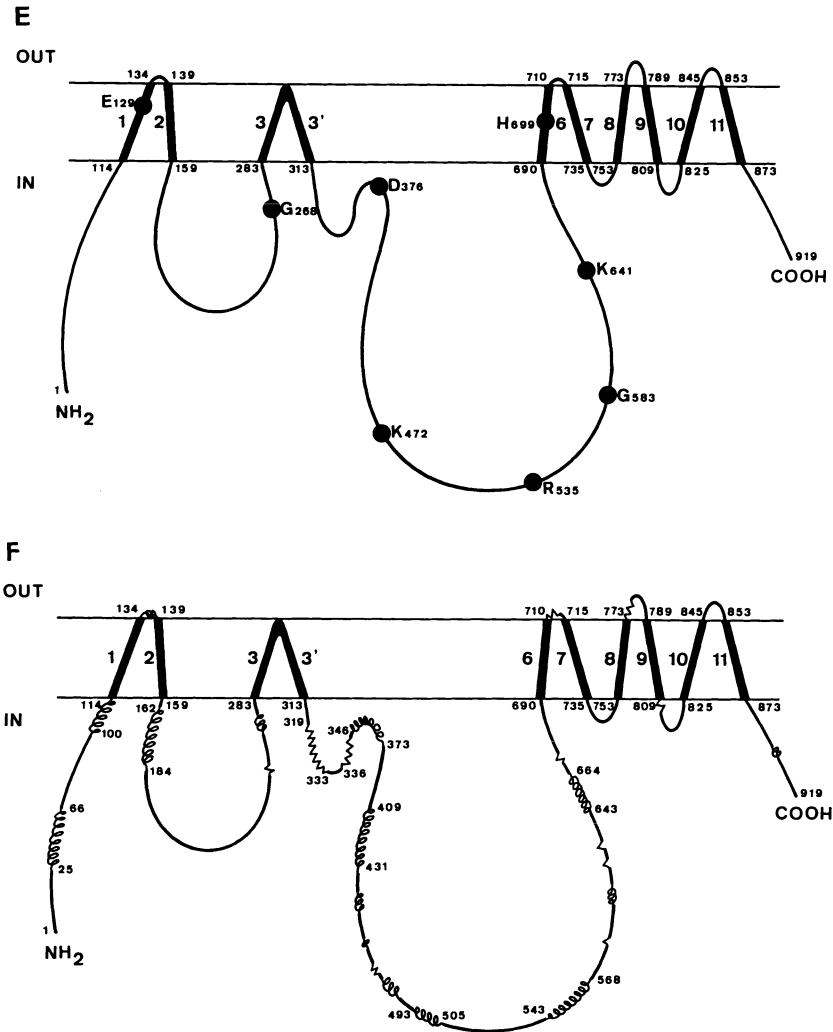 E
OUT
134 139 710 715 773 789 845 853
E129 H699
1 2 3 3' 6 7 8 9 10 11
114 159 283 313 690 735 753 809 825 873
IN
G268 D376
K641
919
COOH
1
NH2
G583
K472
R535
F
OUT
134 139 710 715 773 789 845 853
1 2 3 3' 6 7 8 9 10 11
114 162 159 283 313 690 735 753 809 825 873
IN
100 319 346 373
184 333 336 664
643
919
COOH
66 409
25 431
1
NH2
568
493 505 543